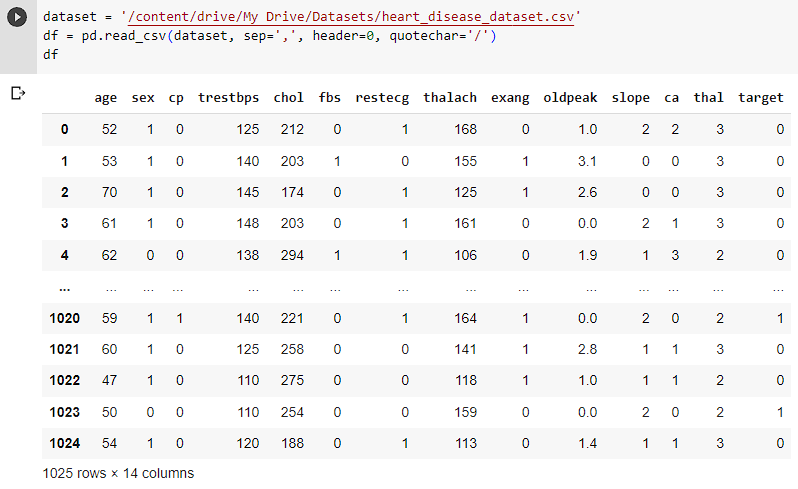 dataset = '/content/drive/My Drive/Datasets/heart_disease_dataset.csv'
df = pd.read_csv(dataset, sep=',', header=0, quotechar='/')
df
age sex cp trestbps chol fbs restecg thalach exang oldpeak slope ca thal target
0 52 1 0 125 212 0 1 168 0 1.0 2 2 3 0
1 53 1 0 140 203 1 0 155 1 3.1 0 0 3 0
2 70 1 0 145 174 0 1 125 1 2.6 0 0 3 0
3 61 1 0 148 203 0 1 161 0 0.0 2 1 3 0
4 62 0 0 138 294 1 1 106 0 1.9 1 3 2 0
... ... ... ... ... ... ... ... ... ... ... ... ... ... ...
1020 59 1 1 140 221 0 1 164 1 0.0 2 0 2 1
1021 60 1 0 125 258 0 0 141 1 2.8 1 1 3 0
1022 47 1 0 110 275 0 0 118 1 1.0 1 1 2 0
1023 50 0 0 110 254 0 0 159 0 0.0 2 0 2 1
1024 54 1 0 120 188 0 1 113 0 1.4 1 1 3 0
1025 rows × 14 columns